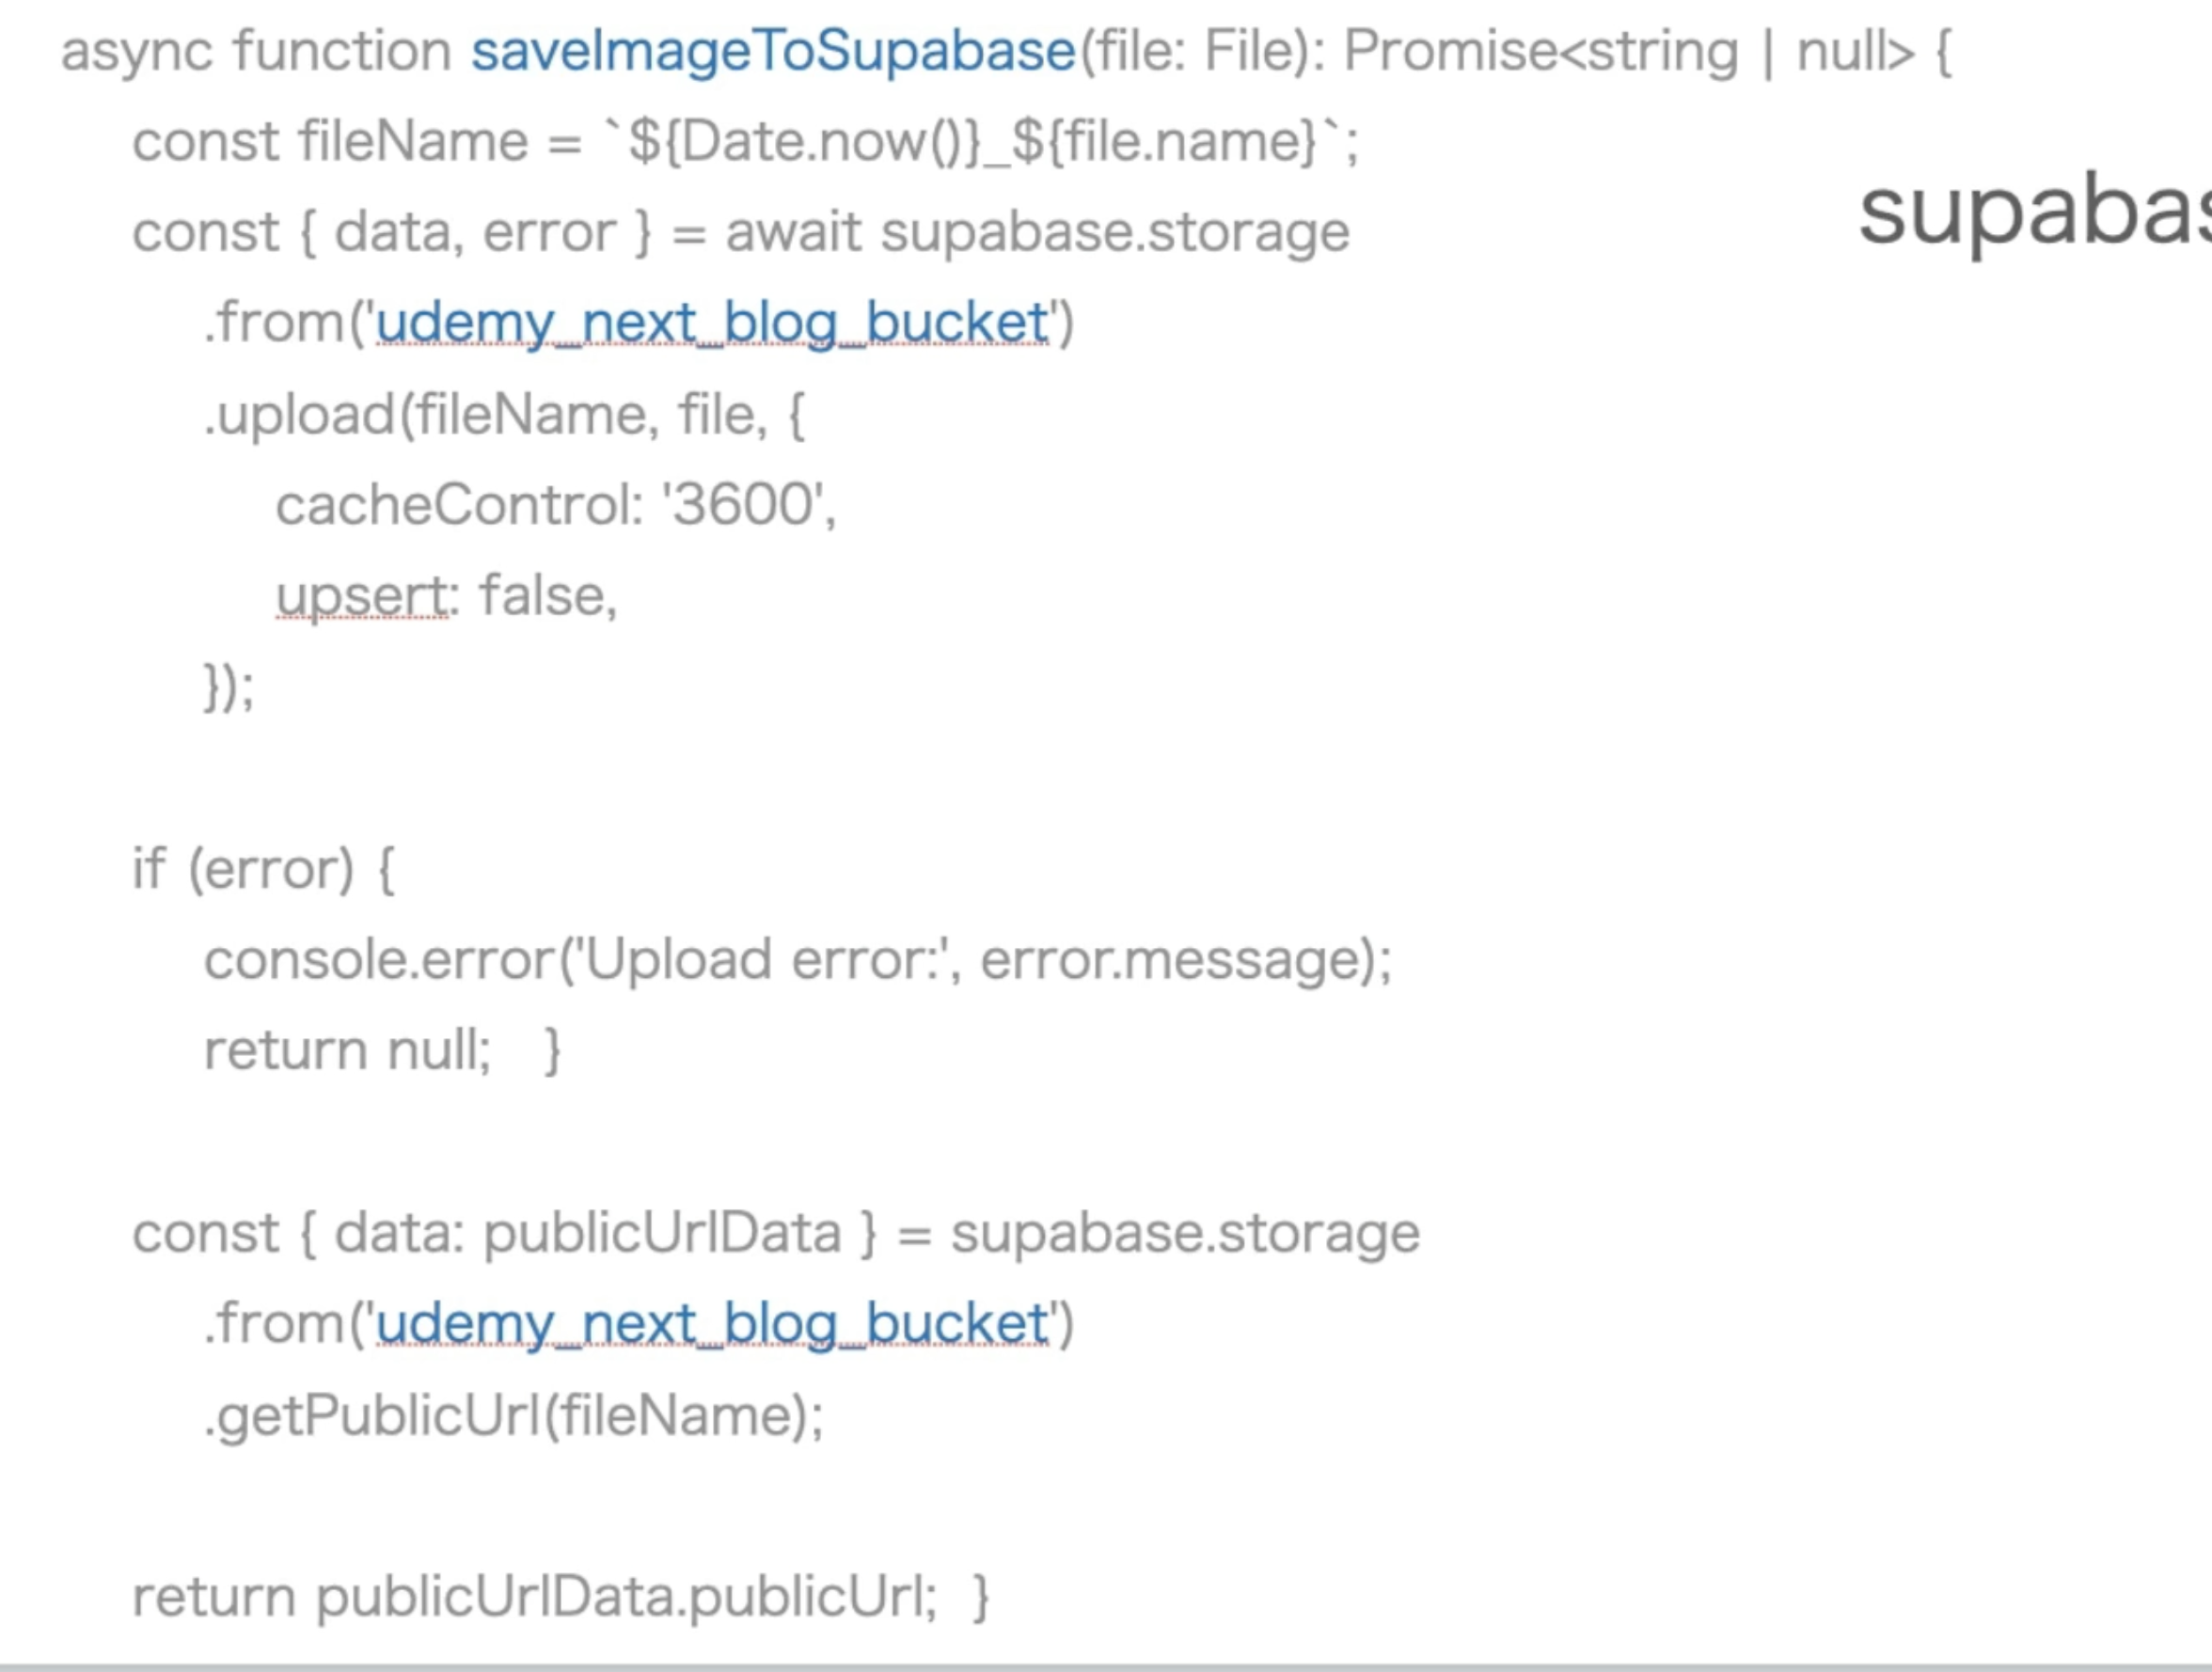 async function saveImageToSupabase(file: File): Promise<string | null> {
const fileName = `${Date.now()}_${file.name}`;
const { data, error } = await supabase.storage
.from('udemy_next_blog_bucket')
.upload(fileName, file, {
cacheControl: '3600',
upsert: false,
});
if (error) {
console.error('Upload error:', error.message);
return null;   }
const { data: publicUrlData } = supabase.storage
.from('udemy_next_blog_bucket')
.getPublicUrl(fileName);
return publicUrlData.publicUrl;  }